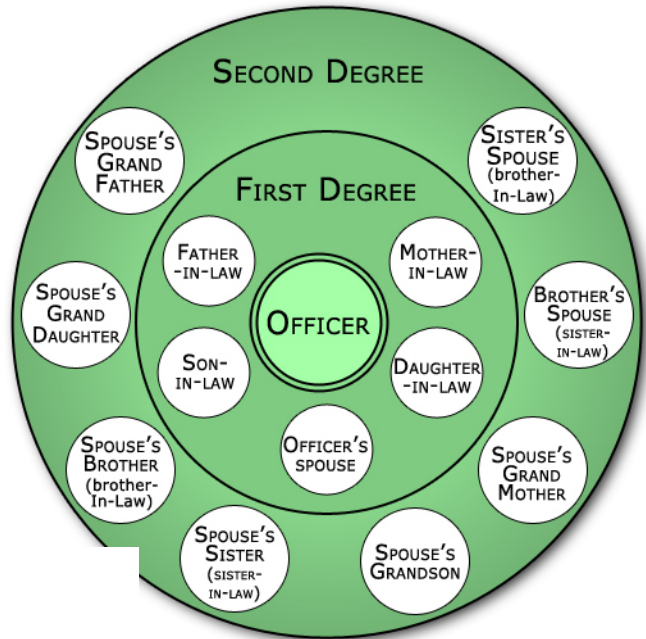 Second Degree
Spouse's
Grand
Father
Sister's
Spouse
(brother-
In-Law)
First Degree
Father
-in-law
Mother-
in-law
Spouse's
Grand
Daughter
Officer
Brother's
Spouse
(sister-
in-law)
Son-
in-law
Daughter
-in-law
Officer's
spouse
Spouse's
Brother
(brother-
In-Law)
Spouse's
Grand
Mother
Spouse's
Sister
(sister-
in-law)
Spouse's
Grandson